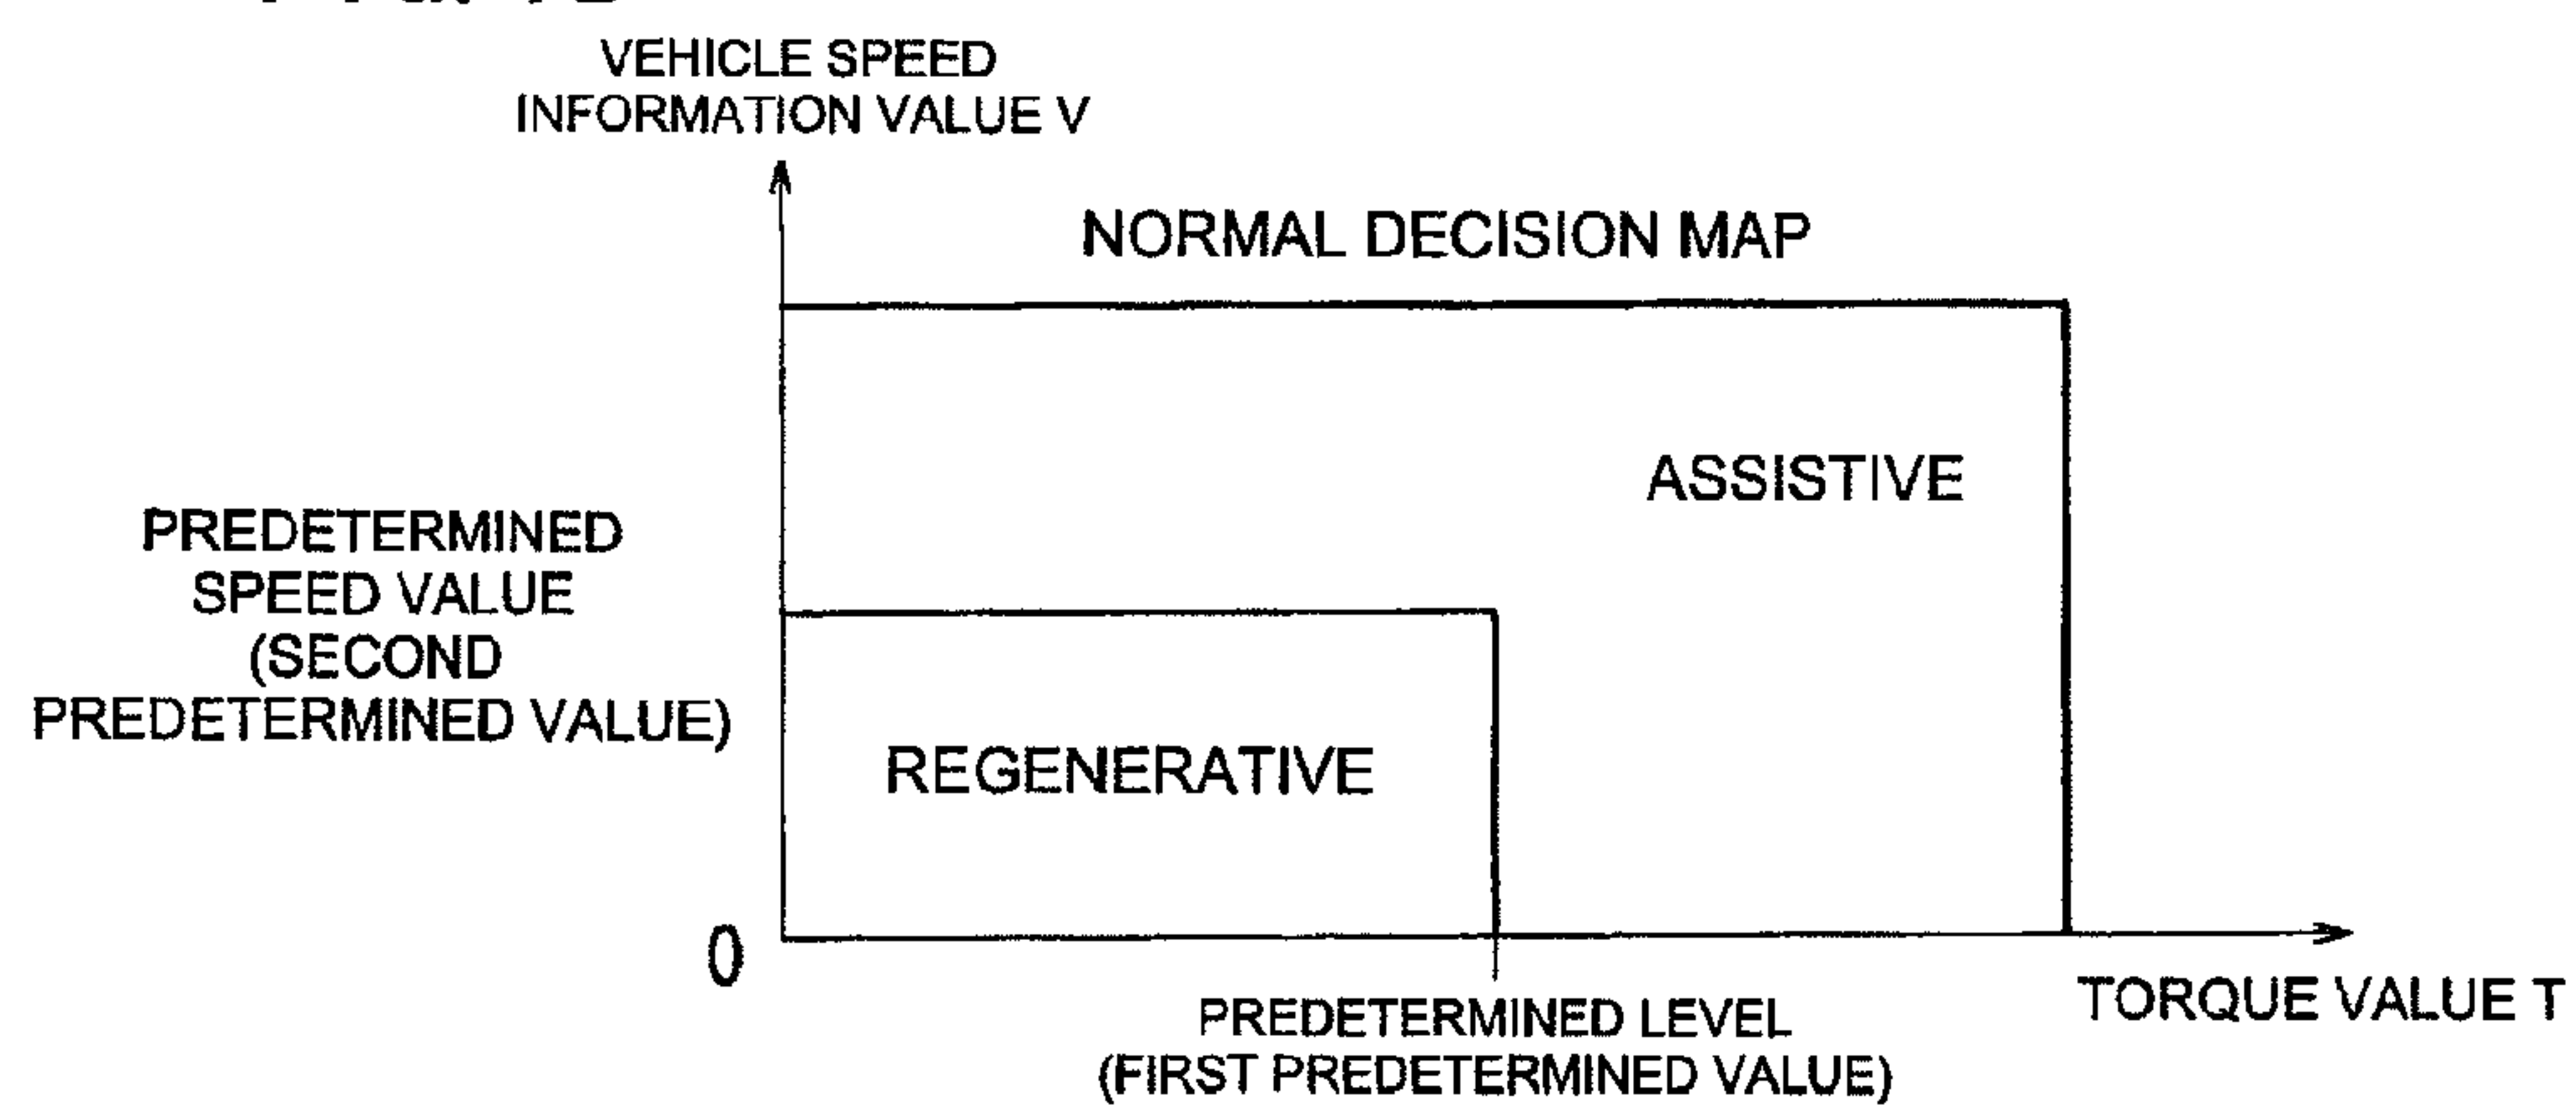 VEHICLE SPEED
INFORMATION VALUE V
NORMAL DECISION MAP
ASSISTIVE
PREDETERMINED
SPEED VALUE
(SECOND
PREDETERMINED VALUE)
REGENERATIVE
0
TORQUE VALUE T
PREDETERMINED LEVEL
(FIRST PREDETERMINED VALUE)